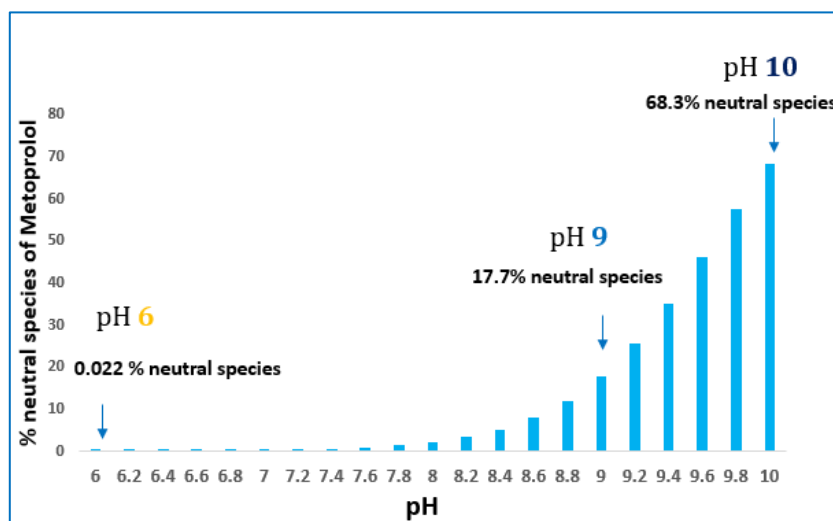 pH 10
68.3% neutral species
80
70
60
50
40
30
20
10
0
% neutral species of Metoprolol
pH 9
17.7% neutral species
pH 6
0.022 % neutral species
6 6.2 6.4 6.6 6.8 7 7.2 7.4 7.6 7.8 8 8.2 8.4 8.6 8.8 9 9.2 9.4 9.6 9.8 10
pH